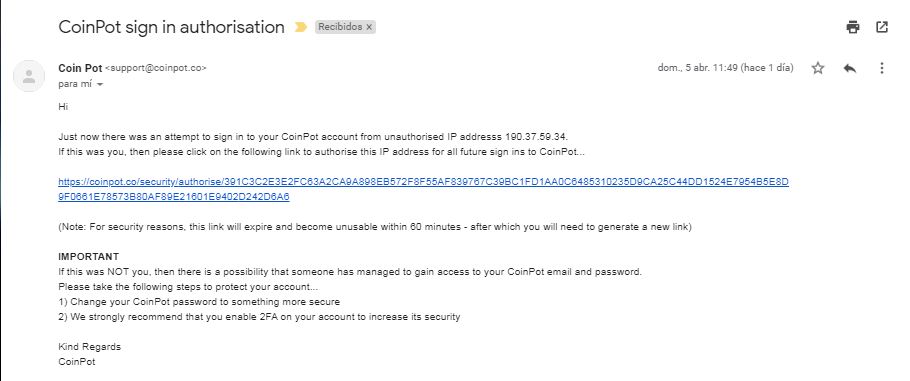 CoinPot sign in authorisation Recibidos x
Coin Pot <support@coinpot.co> dom., 5 abr. 11:49 (hace 1 día)
para mí
Hi
Just now there was an attempt to sign in to your CoinPot account from unauthorised IP addresss 190.37.59.34.
If this was you, then please click on the following link to authorise this IP address for all future sign ins to CoinPot...
https://coinpot.co/security/authorise/391C3C2E3E2FC63A2CA9A898EB572F8F55AF839767C39BC1FD1AA0C6485310235D9CA25C44DD1524E7954B5E8D
9F0661E78573B80AF89E21601E9402D242D6A6
(Note: For security reasons, this link will expire and become unusable within 60 minutes - after which you will need to generate a new link)
IMPORTANT
If this was NOT you, then there is a possibility that someone has managed to gain access to your CoinPot email and password.
Please take the following steps to protect your account...
1) Change your CoinPot password to something more secure
2) We strongly recommend that you enable 2FA on your account to increase its security
Kind Regards
CoinPot